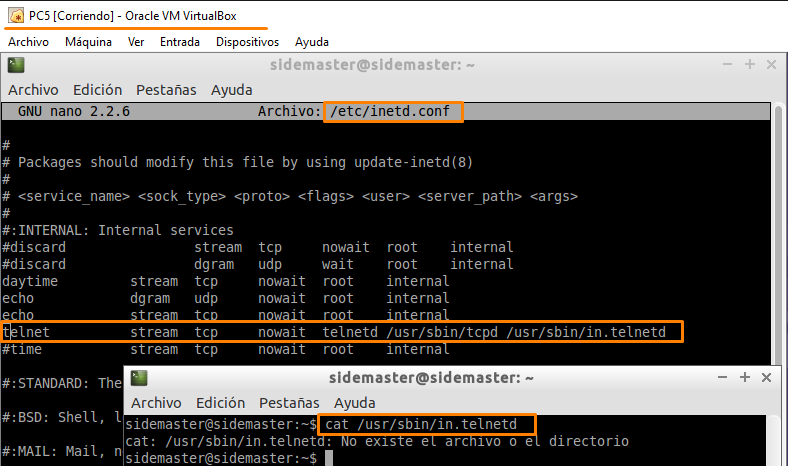 PC5 [Corriendo] - Oracle VM VirtualBox
Archivo Máquina Ver Entrada Dispositivos Ayuda
sidemaster@sidemaster: ~
Archivo Edición Pestañas Ayuda
GNU nano 2.2.6 Archivo: /etc/inetd.conf
#
# Packages should modify this file by using update-inetd(8)
#
# <service_name> <sock_type> <proto> <flags> <user> <server_path> <args>
#
#:INTERNAL: Internal services
#discard stream tcp nowait root internal
#discard dgram udp wait root internal
daytime stream tcp nowait root internal
echo dgram udp nowait root internal
echo stream tcp nowait root internal
telnet stream tcp nowait telnetd /usr/sbin/tcpd /usr/sbin/in.telnetd
#time stream tcp nowait root internal
#:STANDARD: The
#:BSD: Shell, l
#:MAIL: Mail, n
sidemaster@sidemaster: ~
Archivo Edición Pestañas Ayuda
sidemaster@sidemaster:~$ cat /usr/sbin/in.telnetd
cat: /usr/sbin/in.telnetd: No existe el archivo o el directorio
sidemaster@sidemaster:~$